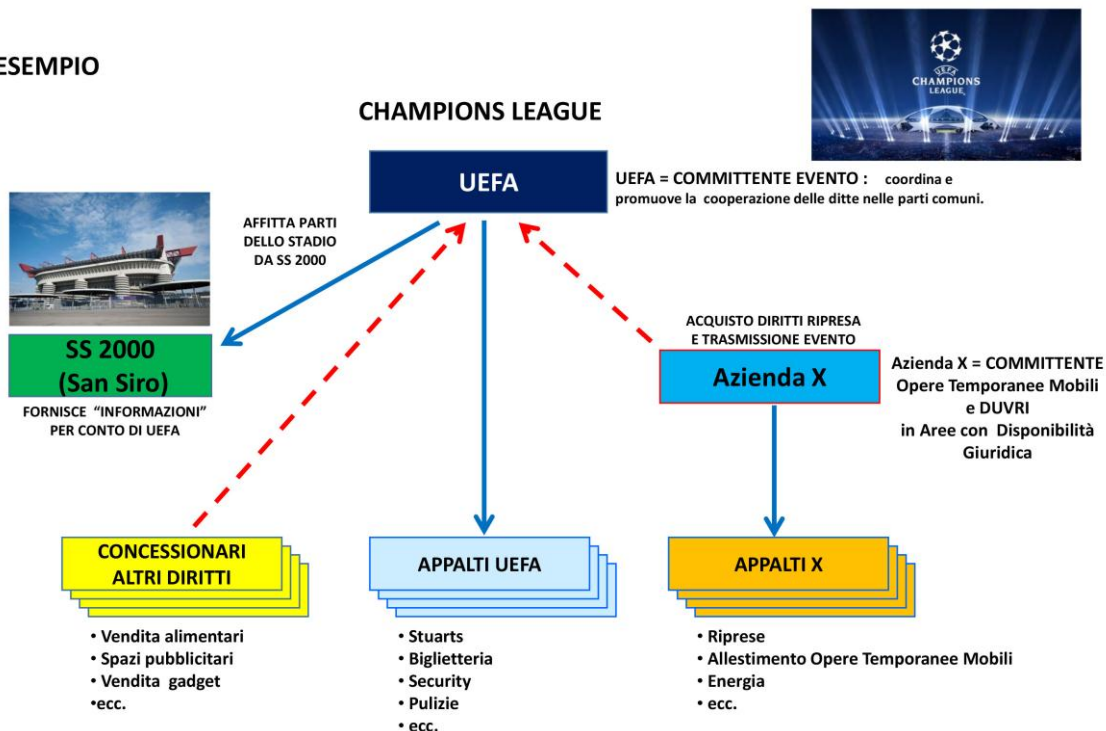 ESEMPIO
UEFA
CHAMPIONS
LEAGUE
CHAMPIONS LEAGUE
UEFA
UEFA = COMMITTENTE EVENTO : coordina e
promuove la cooperazione delle ditte nelle parti comuni.
AFFITTA PARTI
DELLO STADIO
DA SS 2000
SS 2000
(San Siro)
FORNISCE “INFORMAZIONI”
PER CONTO DI UEFA
ACQUISTO DIRITTI RIPRESA
E TRASMISSIONE EVENTO
Azienda X
Azienda X = COMMITTENTE
Opere Temporanee Mobili
e DUVRI
in Aree con Disponibilità
Giuridica
CONCESSIONARI
ALTRI DIRITTI
• Vendita alimentari
• Spazi pubblicitari
• Vendita gadget
•ecc.
APPALTI UEFA
• Stuarts
• Biglietteria
• Security
• Pulizie
• ecc.
APPALTI X
• Riprese
• Allestimento Opere Temporanee Mobili
• Energia
• ecc.